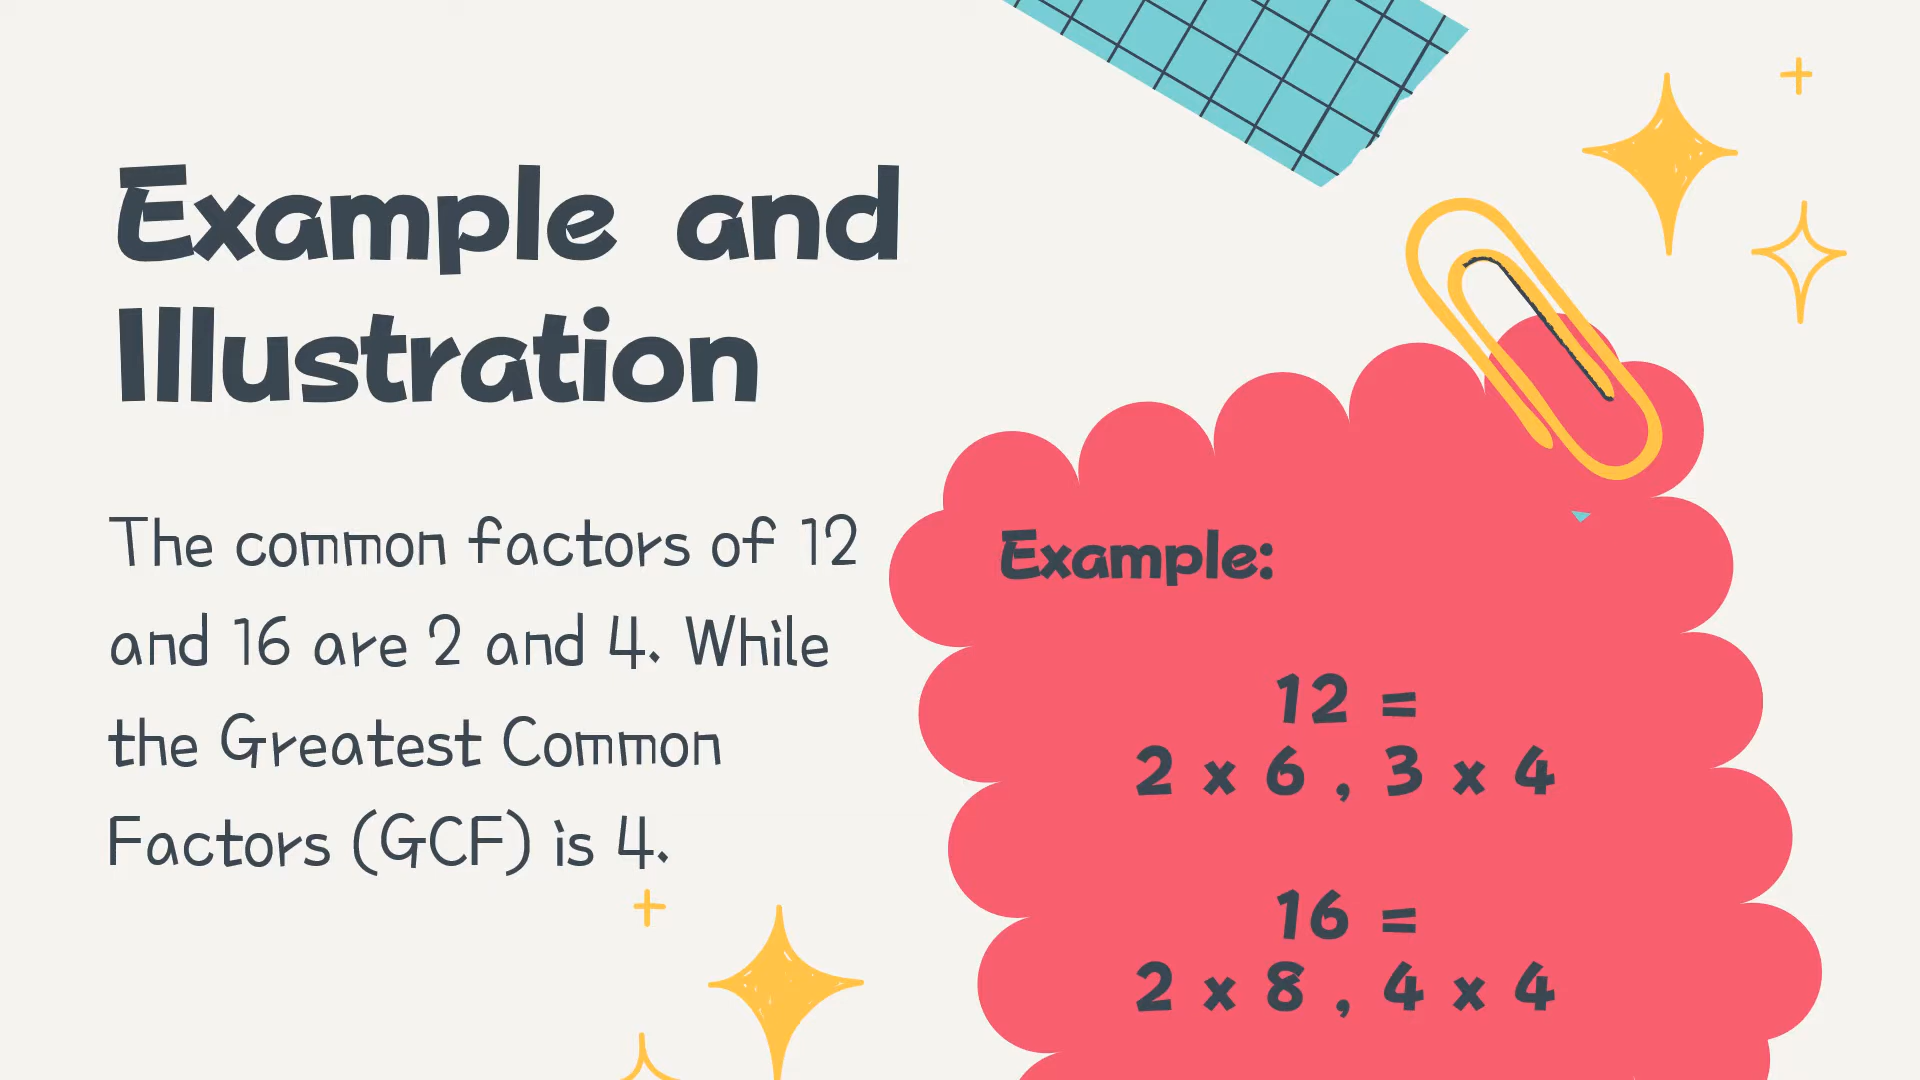 Example and
Illustration
The common factors of 12
and 16 are 2 and 4. While
the Greatest Common
Factors (GCF) is 4.
Example:
12 =
2 x 6 , 3 x 4
16 =
2 x 8 , 4 x 4